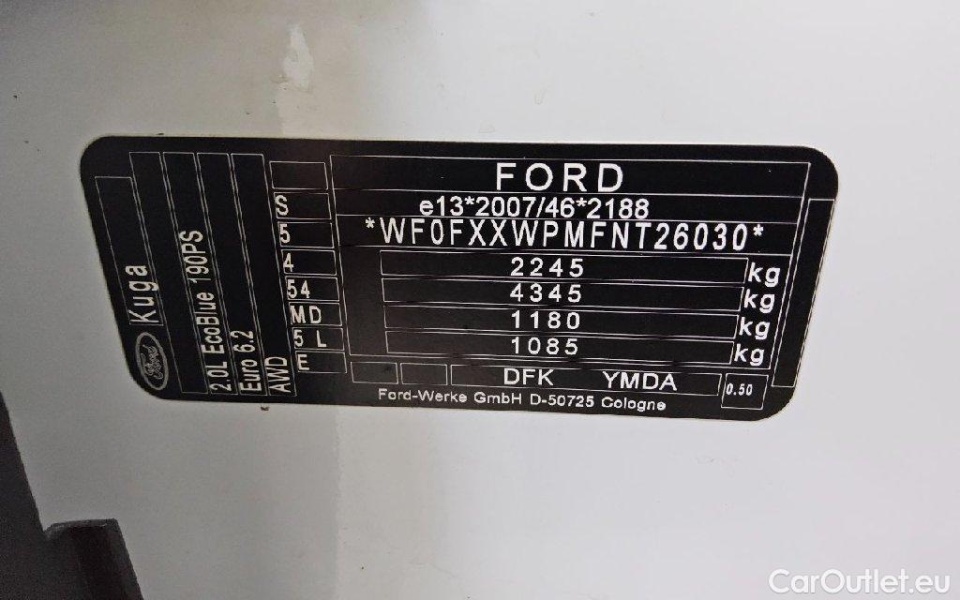 FORD
e13*2007/46*2188
*WF0FXXWPMFNT26030*
2245 kg
4345 kg
1180 kg
1085 kg
DFK YMDA
0.50
Ford-Werke GmbH D-50725 Cologne
S
5
4
54
MD
5 L
E
Ford
Kuga
2.0L EcoBlue 190PS
Euro 6.2
AWD
CarOutlet.eu